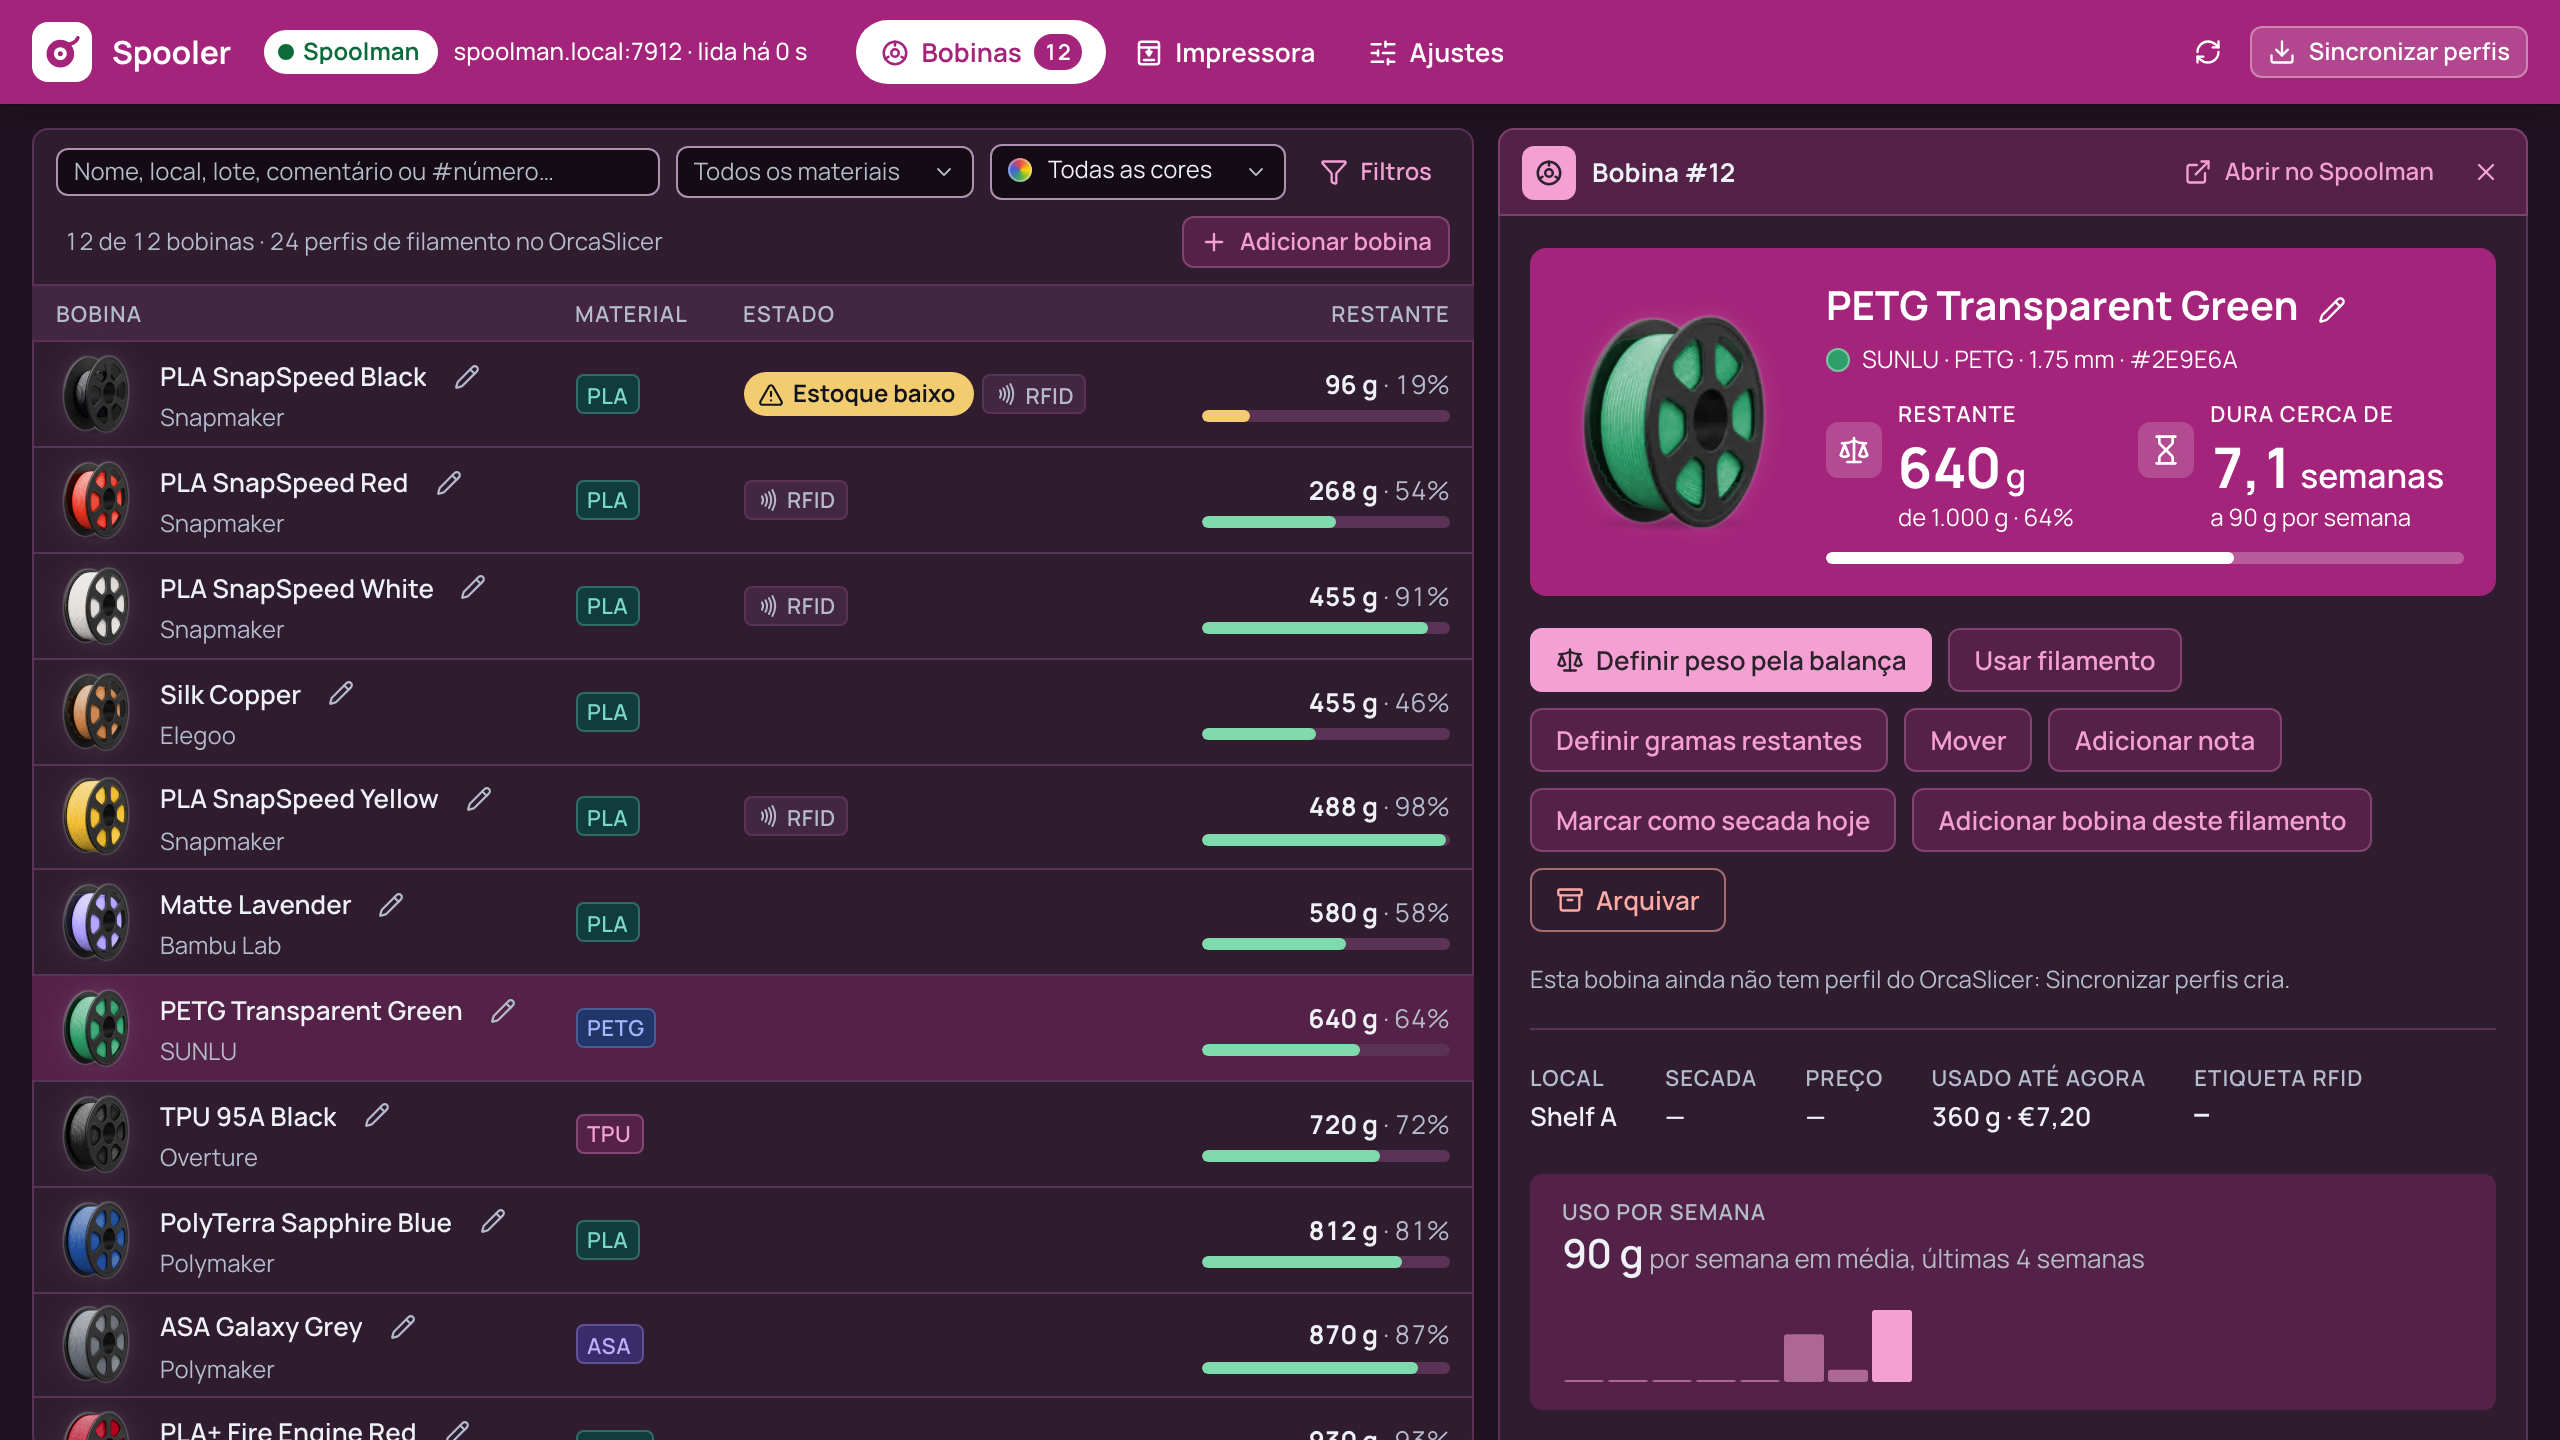 Spooler
Spoolman
spoolman.local:7912 · lida há 0 s
Bobinas 12
Impressora
Ajustes
Sincronizar perfis
Nome, local, lote, comentário ou #número...
Todos os materiais
Todas as cores
Filtros
12 de 12 bobinas · 24 perfis de filamento no OrcaSlicer
Adicionar bobina
BOBINA MATERIAL ESTADO RESTANTE
PLA SnapSpeed Black
Snapmaker
PLA
Estoque baixo
RFID
96 g · 19%
PLA SnapSpeed Red
Snapmaker
PLA
RFID
268 g · 54%
PLA SnapSpeed White
Snapmaker
PLA
RFID
455 g · 91%
Silk Copper
Elegoo
PLA
455 g · 46%
PLA SnapSpeed Yellow
Snapmaker
PLA
RFID
488 g · 98%
Matte Lavender
Bambu Lab
PLA
580 g · 58%
PETG Transparent Green
SUNLU
PETG
640 g · 64%
TPU 95A Black
Overture
TPU
720 g · 72%
PolyTerra Sapphire Blue
Polymaker
PLA
812 g · 81%
ASA Galaxy Grey
Polymaker
ASA
870 g · 87%
PLA+ Fire Engine Red
930 g · 93%
Bobina #12
Abrir no Spoolman
PETG Transparent Green
SUNLU · PETG · 1.75 mm · #2E9E6A
RESTANTE
640 g
de 1.000 g · 64%
DURA CERCA DE
7,1 semanas
a 90 g por semana
Definir peso pela balança
Usar filamento
Definir gramas restantes
Mover
Adicionar nota
Marcar como secada hoje
Adicionar bobina deste filamento
Arquivar
Esta bobina ainda não tem perfil do OrcaSlicer: Sincronizar perfis cria.
LOCAL
Shelf A
SECADA
—
PREÇO
—
USADO ATÉ AGORA
360 g · €7,20
ETIQUETA RFID
–
USO POR SEMANA
90 g por semana em média, últimas 4 semanas